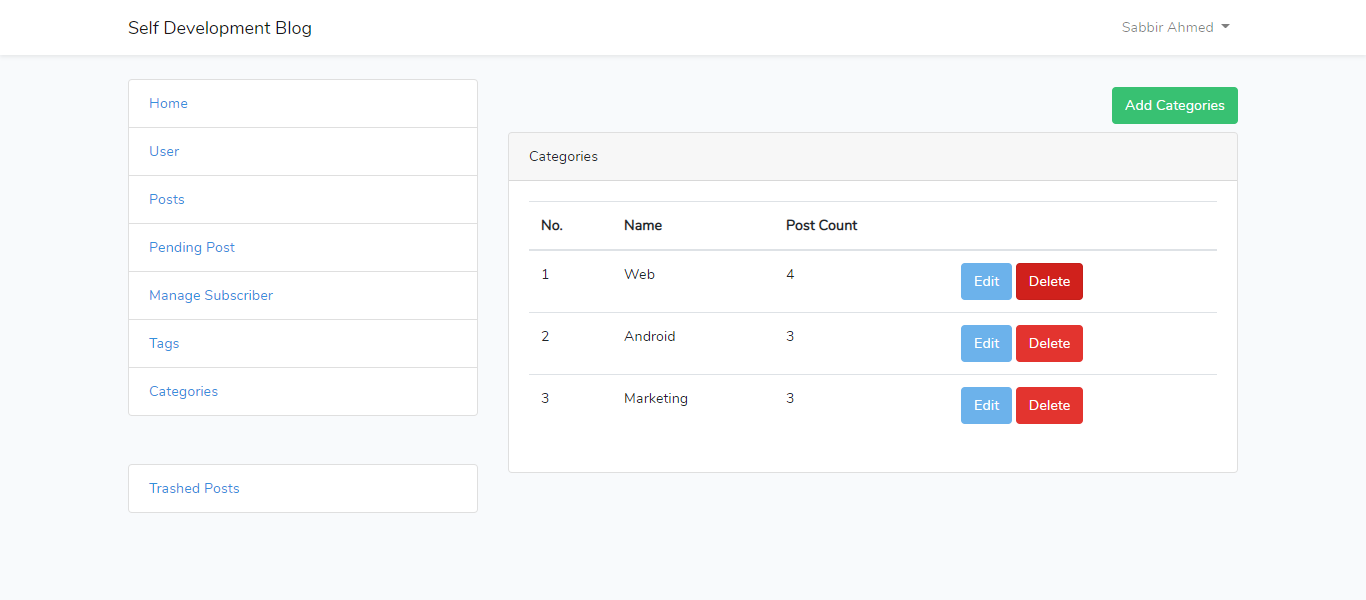 Self Development Blog
Sabbir Ahmed
Home
User
Posts
Pending Post
Manage Subscriber
Tags
Categories
Trashed Posts
Add Categories
Categories
No. Name Post Count
1 Web 4 Edit Delete
2 Android 3 Edit Delete
3 Marketing 3 Edit Delete